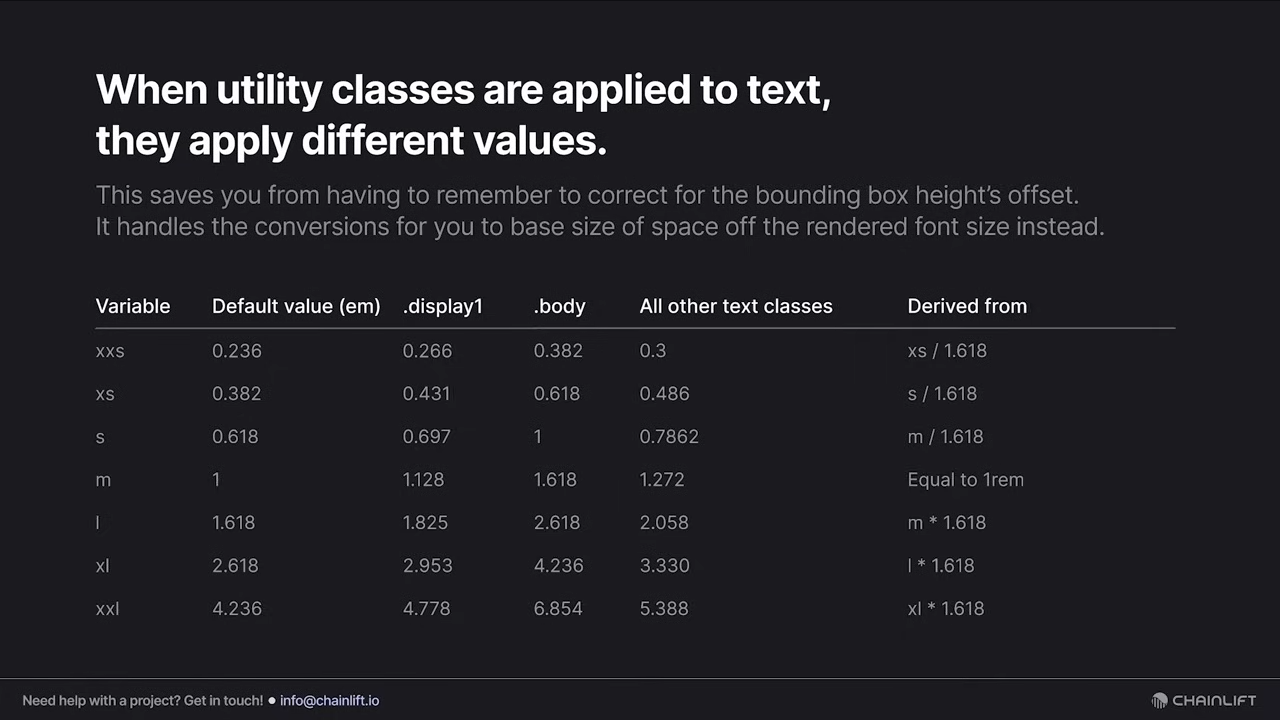 When utility classes are applied to text,
they apply different values.
This saves you from having to remember to correct for the bounding box height’s offset.
It handles the conversions for you to base size of space off the rendered font size instead.
Variable Default value (em) .display1 .body All other text classes Derived from
xxs 0.236 0.266 0.382 0.3 xs / 1.618
xs 0.382 0.431 0.618 0.486 s / 1.618
s 0.618 0.697 1 0.7862 m / 1.618
m 1 1.128 1.618 1.272 Equal to 1rem
l 1.618 1.825 2.618 2.058 m * 1.618
xl 2.618 2.953 4.236 3.330 l * 1.618
xxl 4.236 4.778 6.854 5.388 xl * 1.618
Need help with a project? Get in touch! ● info@chainlift.io CHAINLIFT